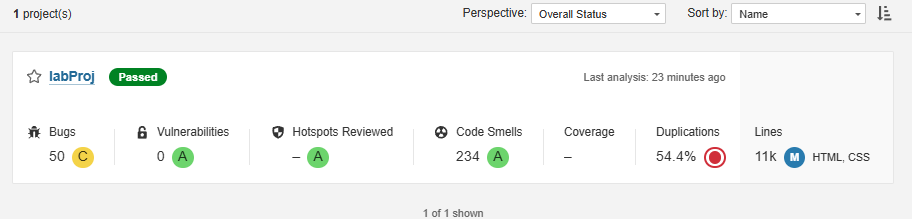 1 project(s) Perspective: Overall Status Sort by: Name
labProj Passed Last analysis: 23 minutes ago
Bugs Vulnerabilities Hotspots Reviewed Code Smells Coverage Duplications Lines
50 C 0 A – A 234 A – 54.4% 11k M HTML, CSS
1 of 1 shown